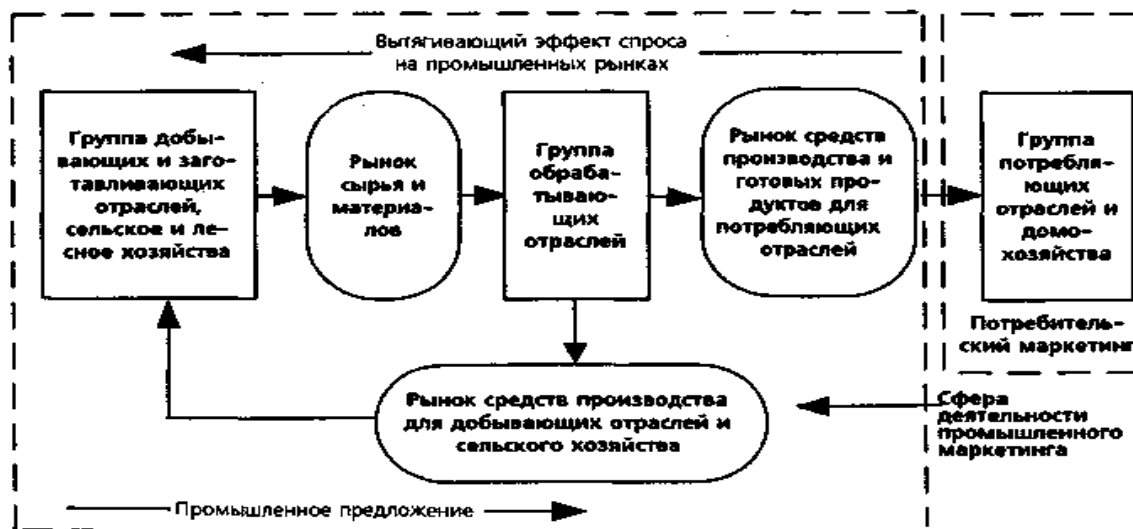 Вытягивающий эффект спроса
на промышленных рынках
Группа добы-
вающих и заго-
тавливающих
отраслей,
сельское и ле-
сное хозяйства
Рынок
сырья и
материа-
лов
Группа
обраба-
тываю-
щих
отраслей
Рынок средств
производства и
готовых про-
дуктов для
потребляющих
отраслей
Группа
потребля-
ющих
отраслей и
домо-
хозяйства
Потребитель-
ский маркетинг
Рынок средств производства
для добывающих отраслей и
сельского хозяйства
Сфера
деятельности
промышленного
маркетинга
Промышленное предложение